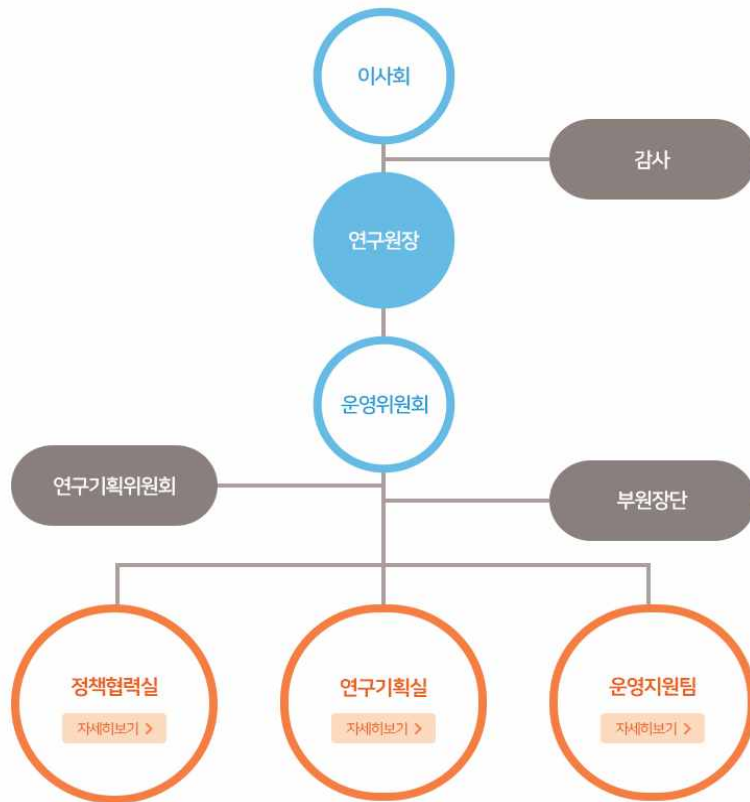 이사회
감사
연구원장
운영위원회
연구기획위원회
부원장단
정책협력실
자세히보기 >
연구기획실
자세히보기 >
운영지원팀
자세히보기 >